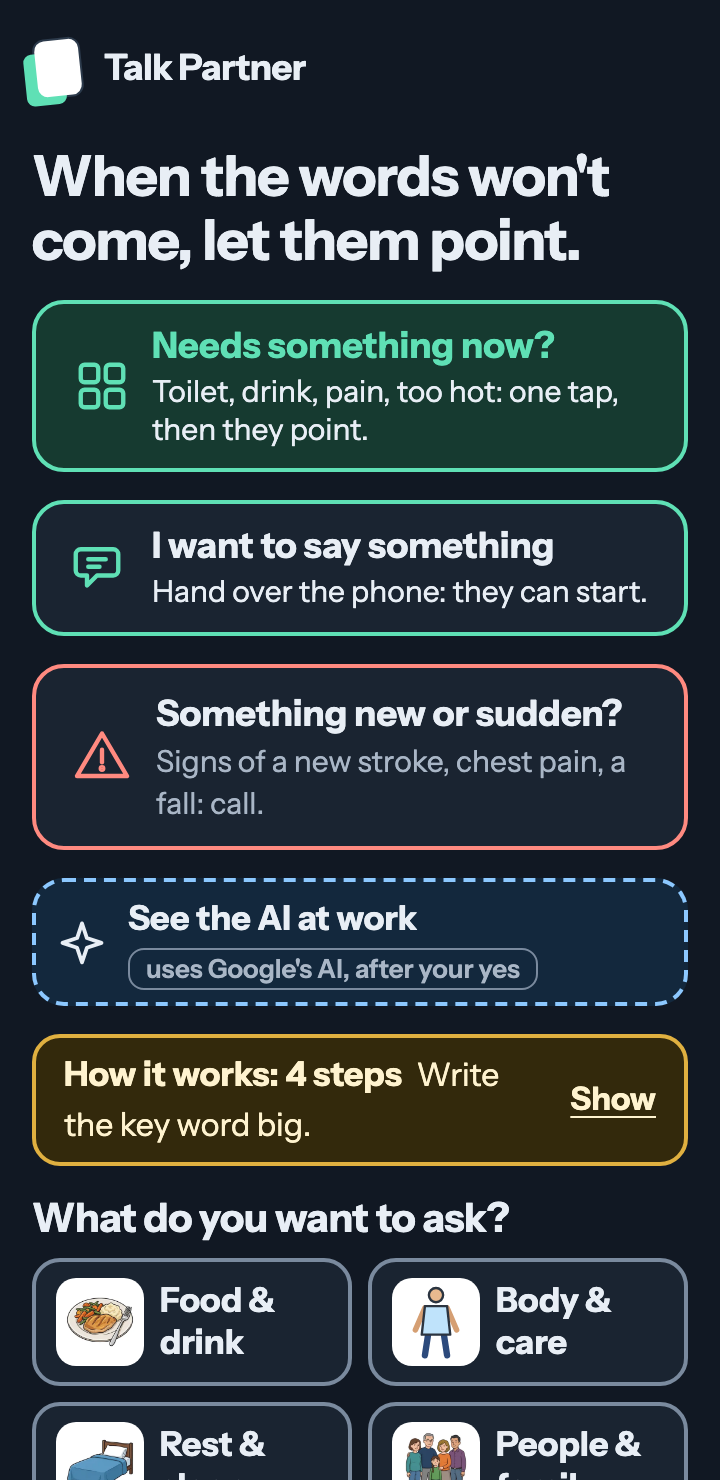 Talk Partner
When the words won't
come, let them point.
Needs something now?
Toilet, drink, pain, too hot: one tap,
then they point.
I want to say something
Hand over the phone: they can start.
Something new or sudden?
Signs of a new stroke, chest pain, a
fall: call.
See the AI at work
uses Google's AI, after your yes
How it works: 4 steps Write
the key word big.
Show
What do you want to ask?
Food &
drink
Body &
care
Rest &
People &